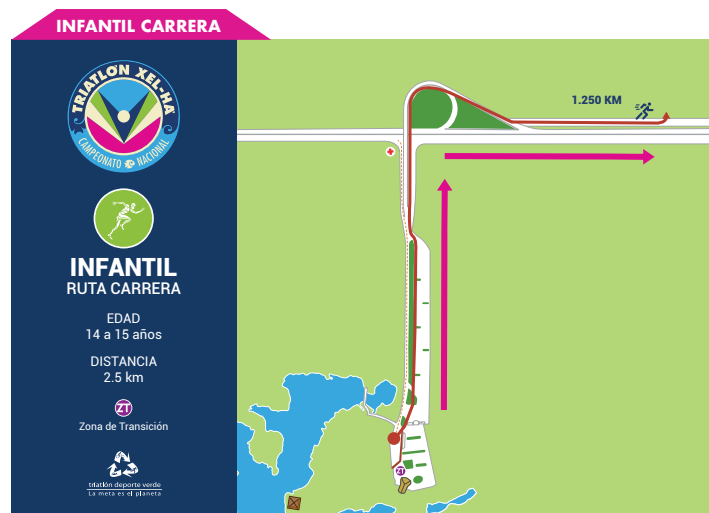 INFANTIL CARRERA
TRIATLÓN XEL-HÁ
CAMPEONATO NACIONAL
INFANTIL
RUTA CARRERA
EDAD
14 a 15 años
DISTANCIA
2.5 km
ZT
Zona de Transición
triatlón deporte verde
La meta es el planeta
1.250 KM
ZT